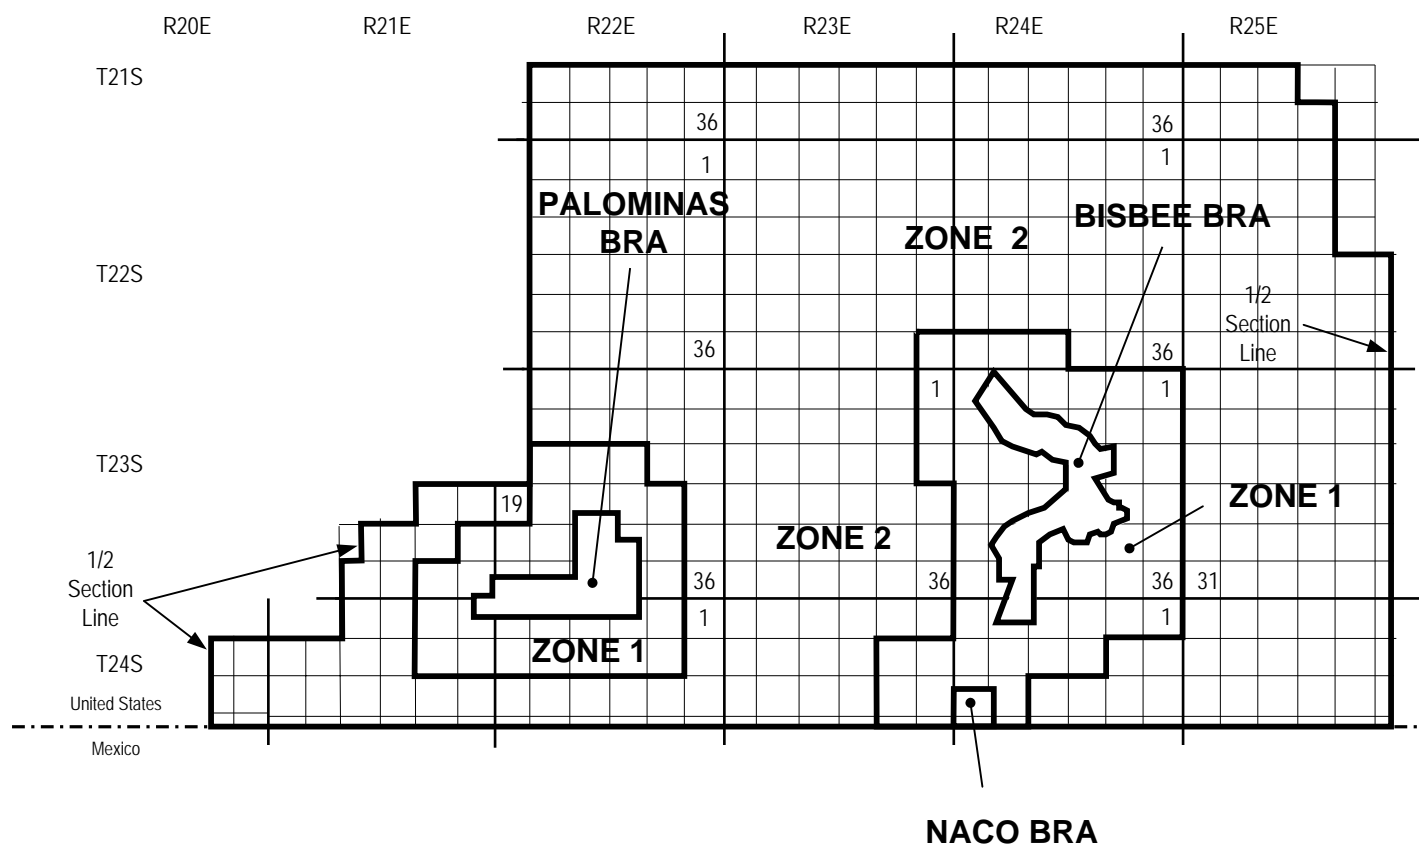 R20E R21E R22E R23E R24E R25E
T21S
36 36
1 1
PALOMINAS
BRA
BISBEE BRA
ZONE 2
T22S
1/2
Section
Line
36 36
1 1
T23S
19
ZONE 1
ZONE 2
1/2
Section
Line
36 36 36 31
1 1
ZONE 1
T24S
United States
Mexico
NACO BRA